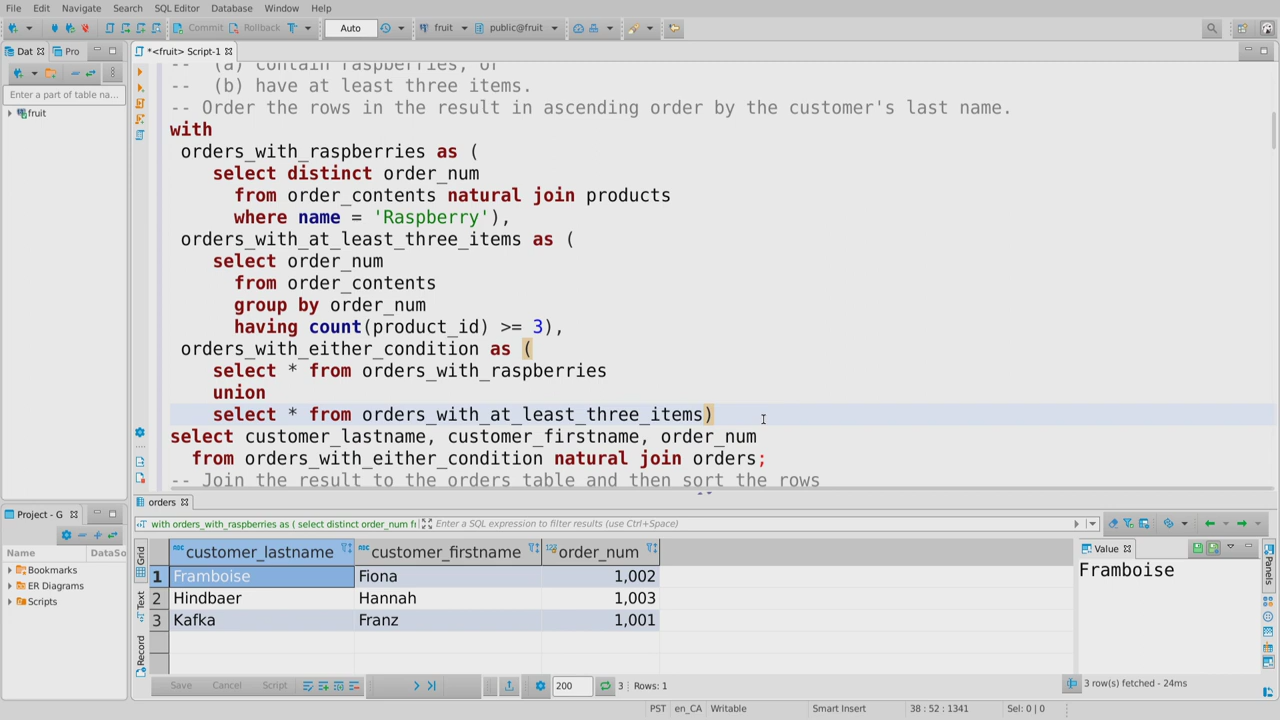 File Edit Navigate Search SQL Editor Database Window Help
Commit Rollback Auto fruit public@fruit
Dat Pro *<fruit> Script-1
Enter a part of table na...
fruit
-- (a) contain raspberries, or
-- (b) have at least three items.
-- Order the rows in the result in ascending order by the customer's last name.
with
orders_with_raspberries as (
select distinct order_num
from order_contents natural join products
where name = 'Raspberry'),
orders_with_at_least_three_items as (
select order_num
from order_contents
group by order_num
having count(product_id) >= 3),
orders_with_either_condition as (
select * from orders_with_raspberries
union
select * from orders_with_at_least_three_items)
select customer_lastname, customer_firstname, order_num
from orders_with_either_condition natural join orders;
-- Join the result to the orders table and then sort the rows
Project - G
Name DataSo
Bookmarks
ER Diagrams
Scripts
orders
with orders_with_raspberries as ( select distinct order_num f Enter a SQL expression to filter results (use Ctrl+Space)
Grid
Text
Record
customer_lastname customer_firstname order_num
1 Framboise Fiona 1,002
2 Hindbaer Hannah 1,003
3 Kafka Franz 1,001
Value
Framboise
Panels
Save Cancel Script 200 3 Rows: 1
3 row(s) fetched - 24ms
PST en_CA Writable Smart Insert 38 : 52 : 1341 Sel: 0 | 0